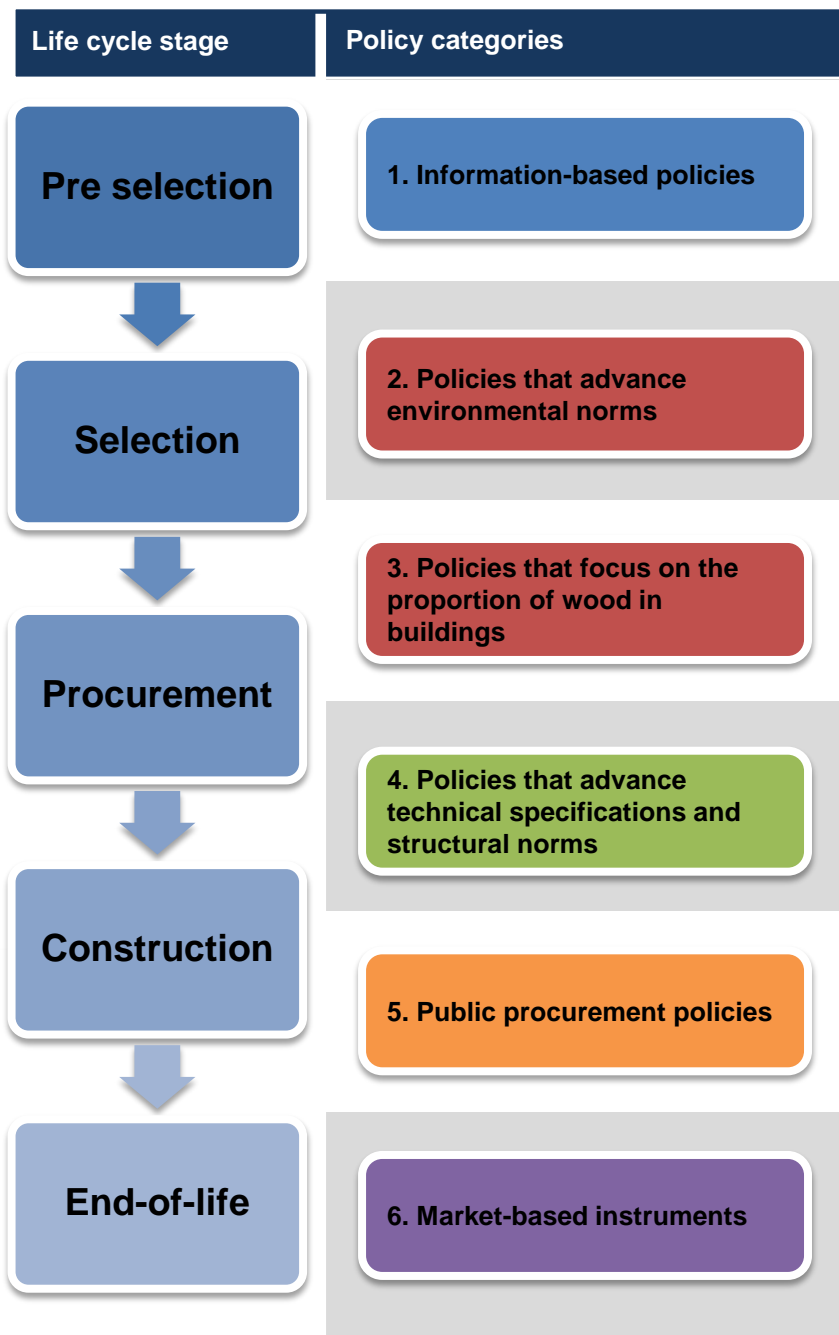 Life cycle stage
Policy categories
Pre selection
1. Information-based policies
Selection
2. Policies that advance
environmental norms
Procurement
3. Policies that focus on the
proportion of wood in
buildings
Construction
4. Policies that advance
technical specifications and
structural norms
End-of-life
5. Public procurement policies
6. Market-based instruments